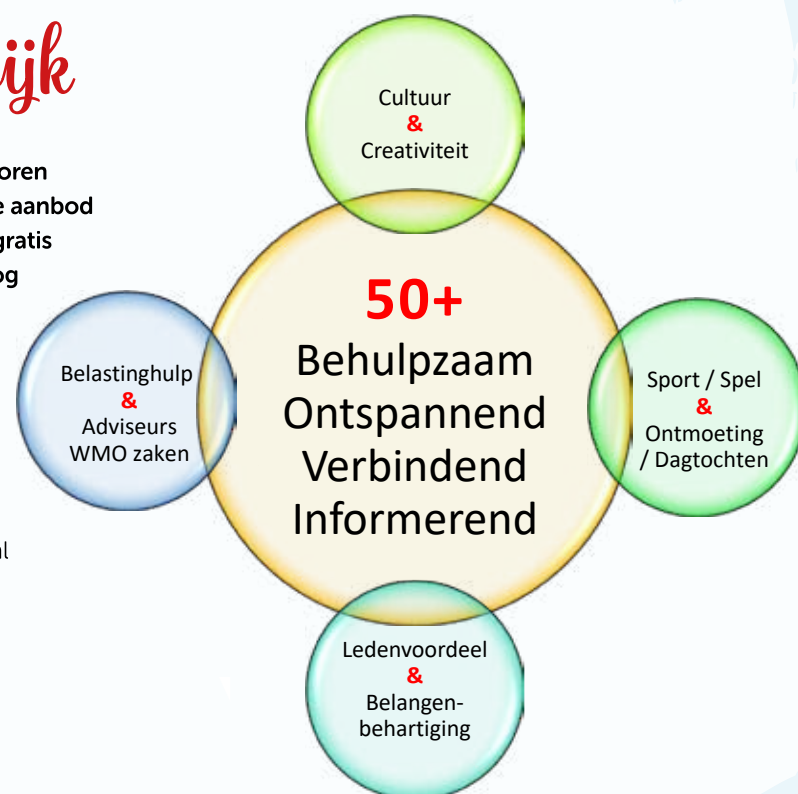 ijk
oren
e aanbod
gratis
og
al
Cultuur
&
Creativiteit
50+
Behulpzaam
Ontspannend
Verbindend
Informerend
Belastinghulp
&
Adviseurs
WMO zaken
Sport / Spel
&
Ontmoeting
/ Dagtochten
Ledenvoordeel
&
Belangen-
behartiging